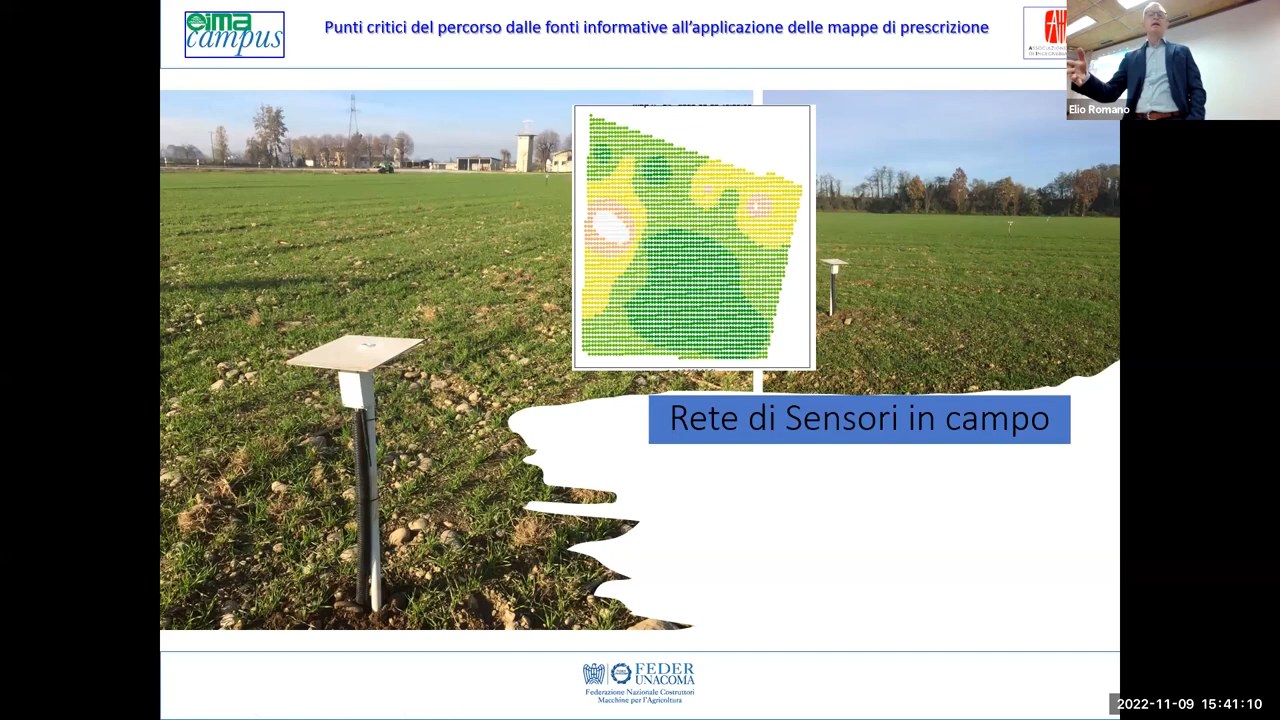 eima
campus
Punti critici del percorso dalle fonti informative all’applicazione delle mappe di prescrizione
Elio Romano
Rete di Sensori in campo
FEDER
UNACOMA
Federazione Nazionale Costruttori
Macchine per l'Agricoltura
2022-11-09 15:41:10